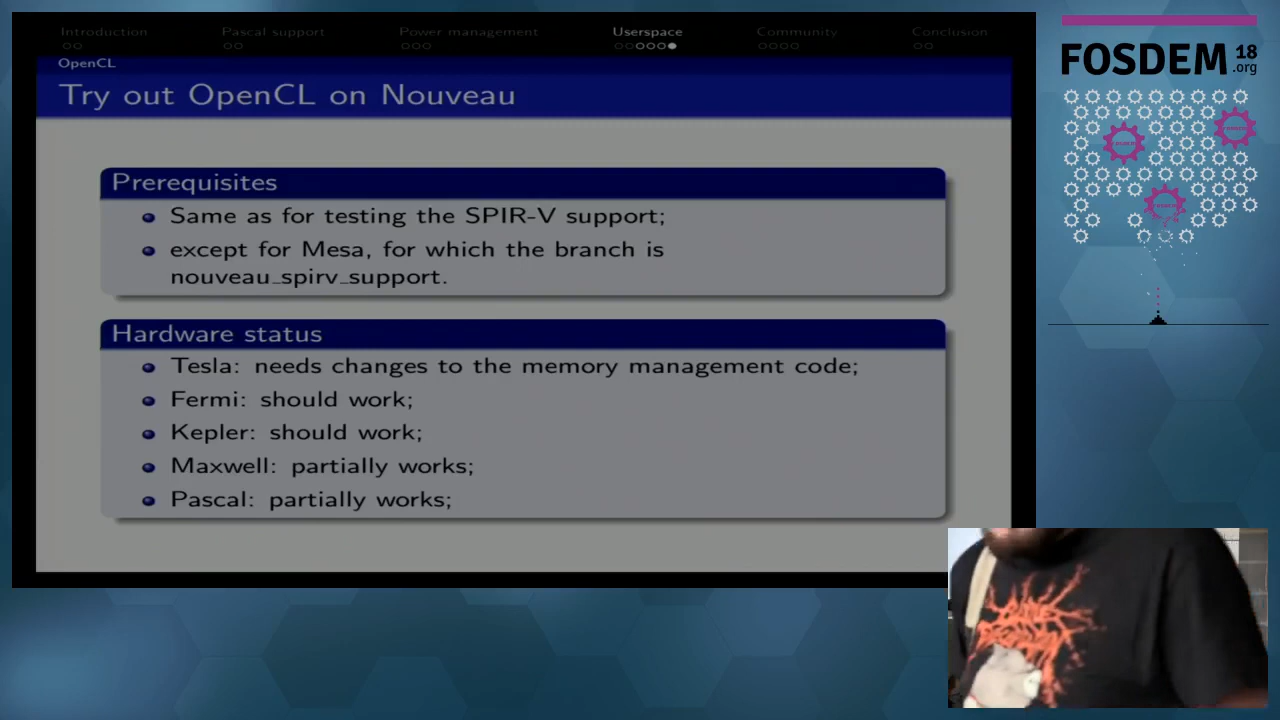 Introduction
Pascal support
Power management
Userspace
Community
Conclusion
OpenCL
Try out OpenCL on Nouveau
Prerequisites
Same as for testing the SPIR-V support;
except for Mesa, for which the branch is
nouveau_spirv_support.
Hardware status
Tesla: needs changes to the memory management code;
Fermi: should work;
Kepler: should work;
Maxwell: partially works;
Pascal: partially works;
FOSDEM 18
.org